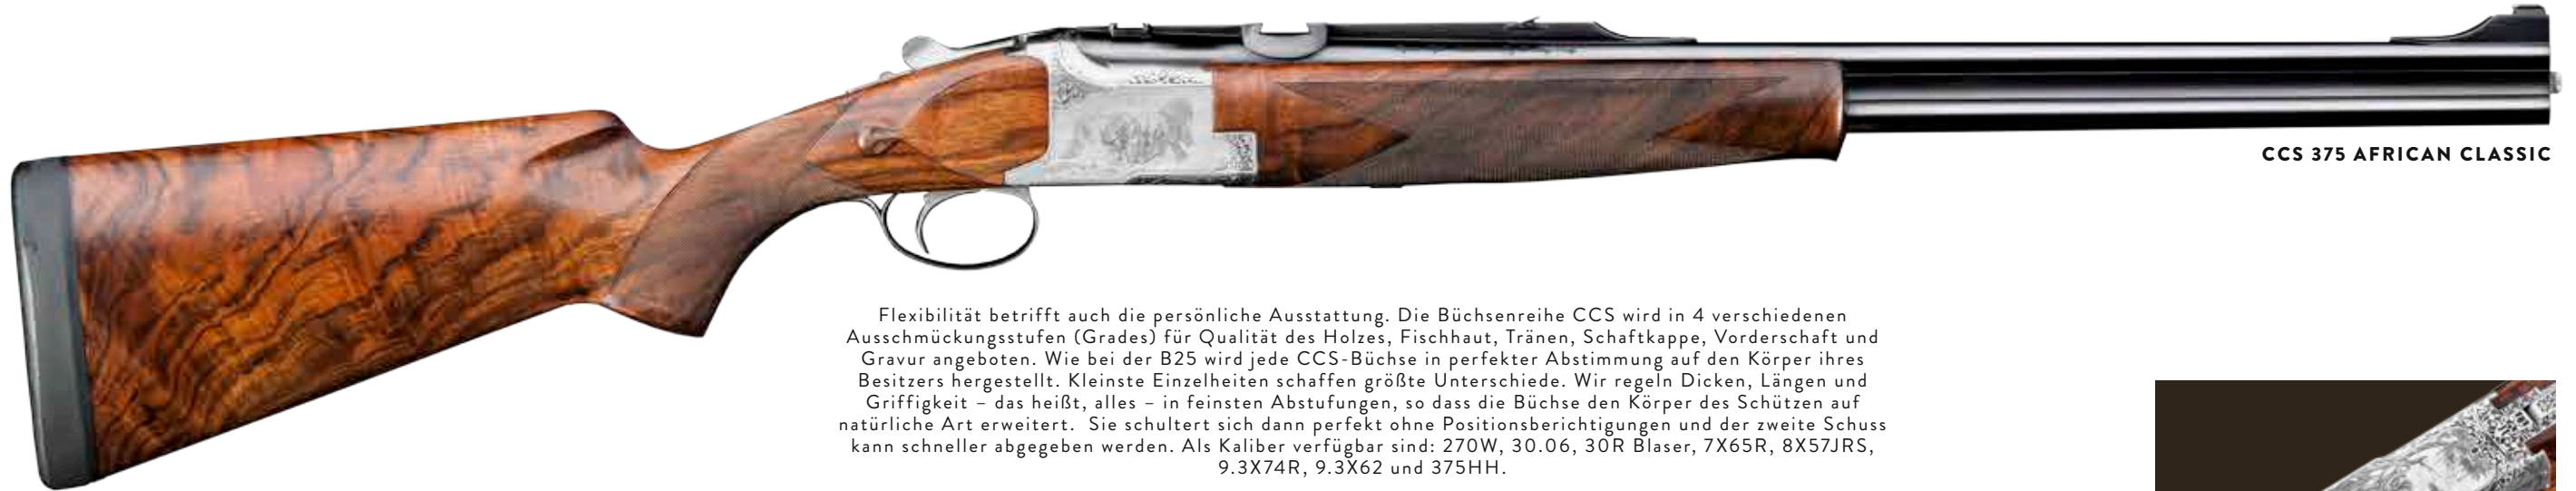 CCS 375 AFRICAN CLASSIC
Flexibilität betrifft auch die persönliche Ausstattung. Die Büchsenreihe CCS wird in 4 verschiedenen
Ausschmückungsstufen (Grades) für Qualität des Holzes, Fischhaut, Tränen, Schaftkappe, Vorderschaft und
Gravur angeboten. Wie bei der B25 wird jede CCS-Büchse in perfekter Abstimmung auf den Körper ihres
Besitzers hergestellt. Kleinste Einzelheiten schaffen größte Unterschiede. Wir regeln Dicken, Längen und
Griffigkeit – das heißt, alles – in feinsten Abstufungen, so dass die Büchse den Körper des Schützen auf
natürliche Art erweitert. Sie schultert sich dann perfekt ohne Positionsberichtigungen und der zweite Schuss
kann schneller abgegeben werden. Als Kaliber verfügbar sind: 270W, 30.06, 30R Blaser, 7X65R, 8X57JRS,
9.3X74R, 9.3X62 und 375HH.